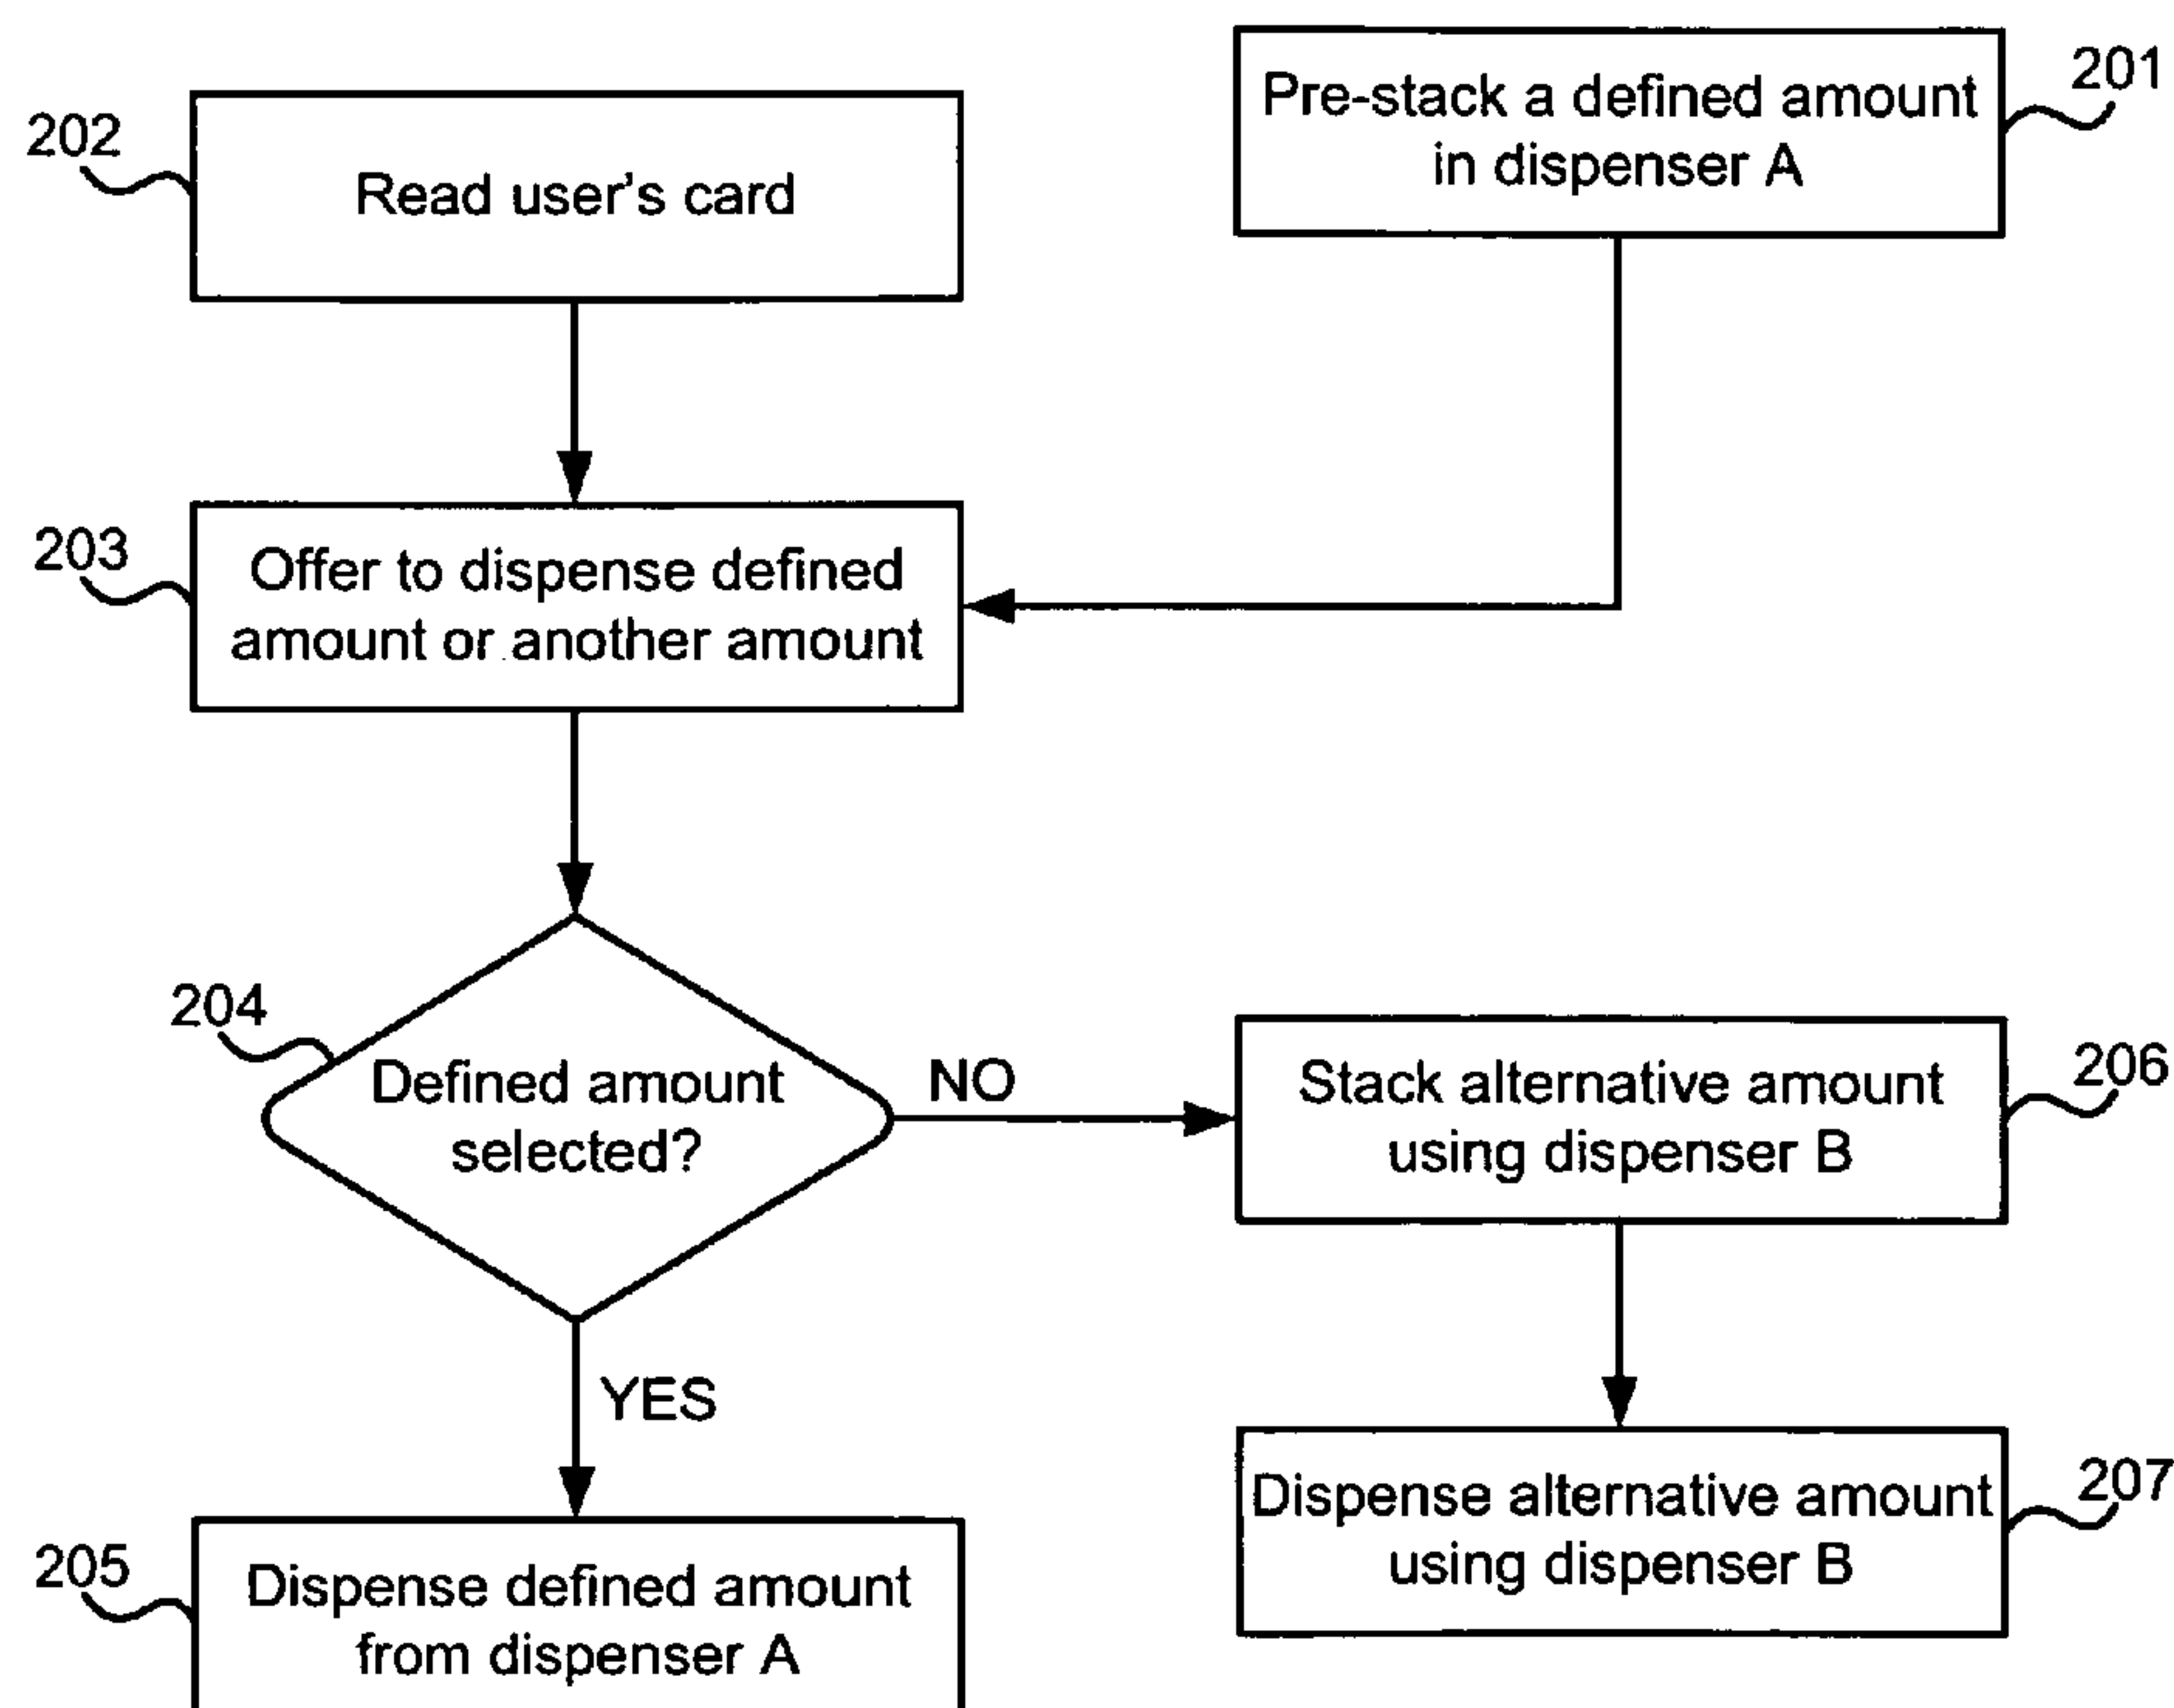 201
Pre-stack a defined amount
in dispenser A
202
Read user's card
203
Offer to dispense defined
amount or another amount
204
Defined amount
selected?
NO
206
Stack alternative amount
using dispenser B
YES
207
Dispense alternative amount
using dispenser B
205
Dispense defined amount
from dispenser A